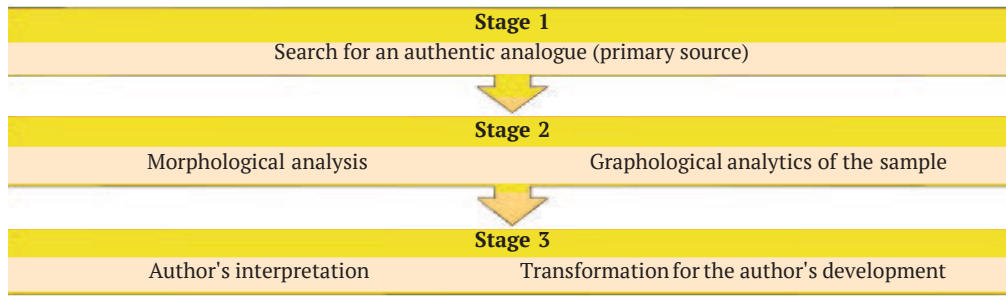 Stage 1
Search for an authentic analogue (primary source)
Stage 2
Morphological analysis Graphological analytics of the sample
Stage 3
Author's interpretation Transformation for the author's development